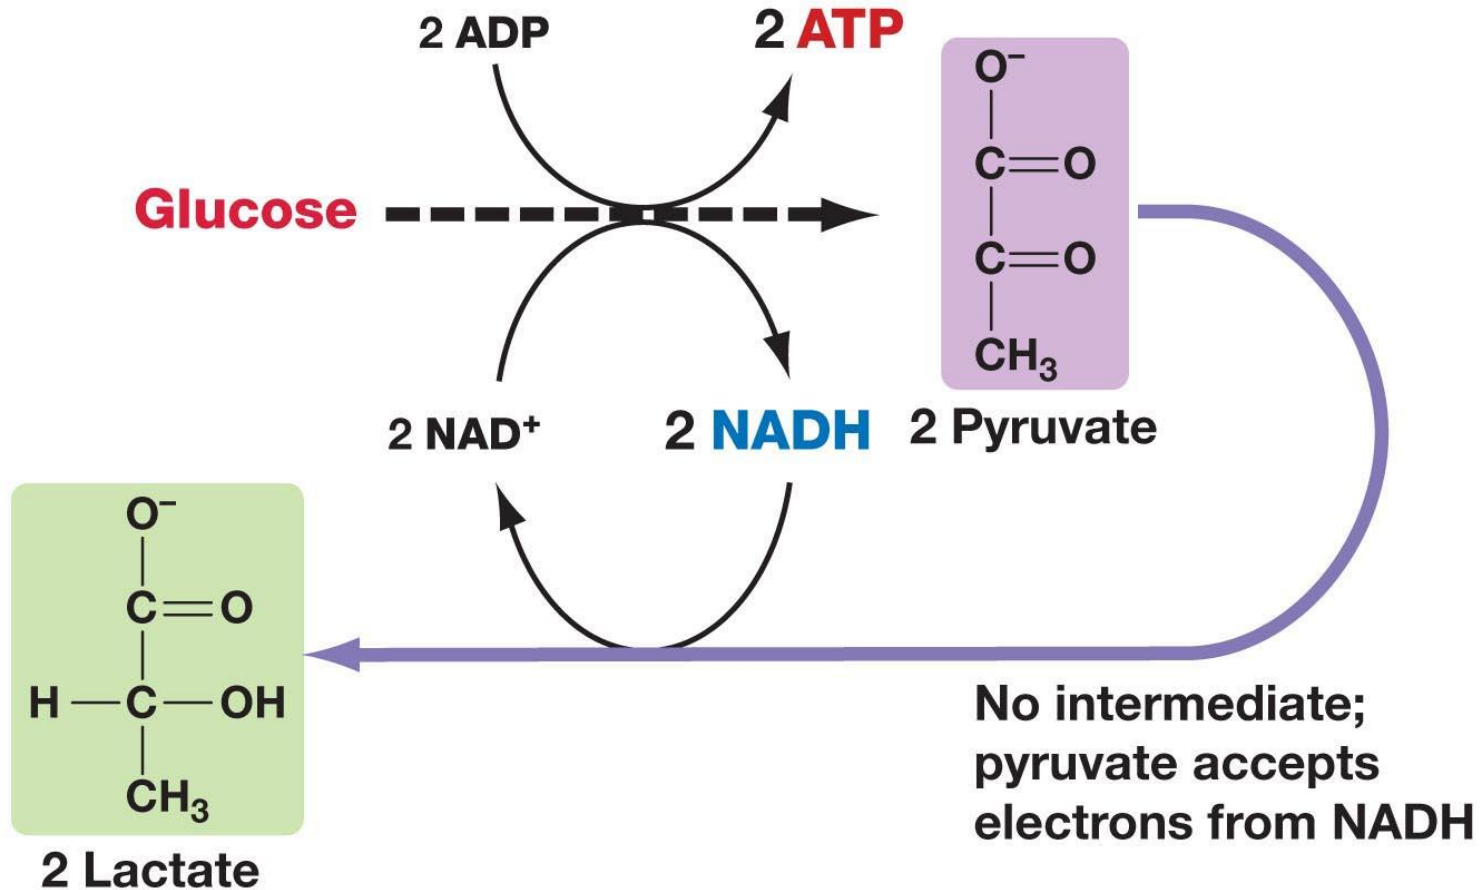 2 ADP
2 ATP
Glucose
O⁻
C=O
C=O
CH₃
2 NAD⁺
2 NADH
2 Pyruvate
O⁻
C=O
H—C—OH
CH₃
2 Lactate
No intermediate;
pyruvate accepts
electrons from NADH